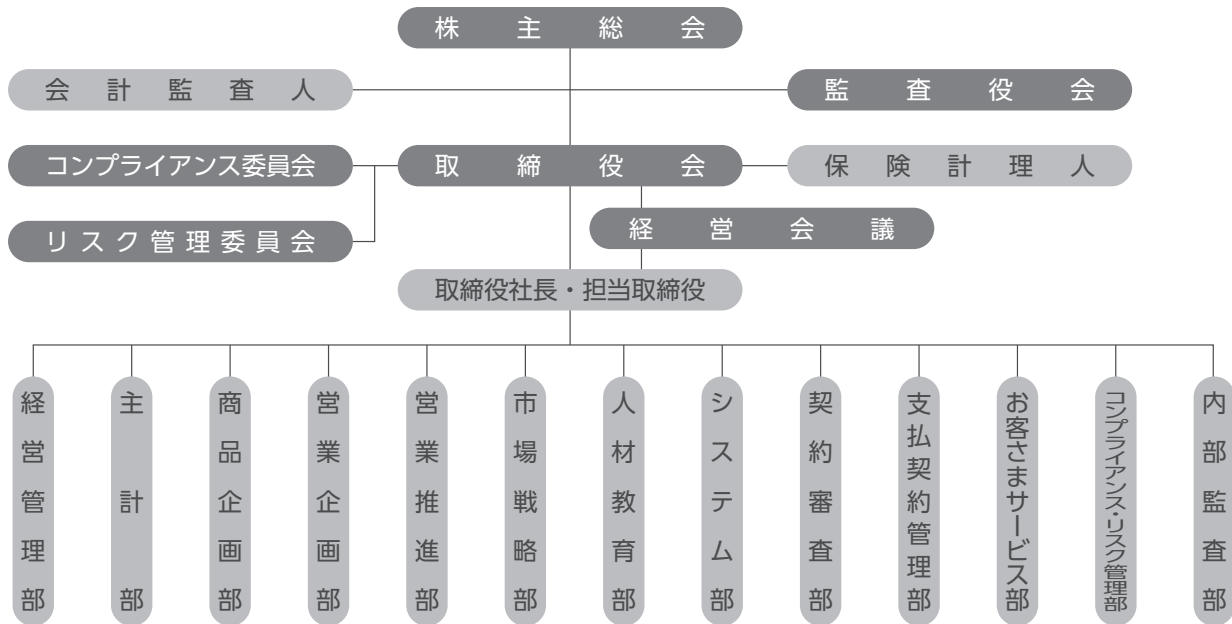 株主総会
会計監査人
監査役会
コンプライアンス委員会
取締役会
保険計理人
リスク管理委員会
経営会議
取締役社長・担当取締役
経営管理部
主計部
商品企画部
営業企画部
営業推進部
市場戦略部
人材教育部
システム部
契約審査部
支払契約管理部
お客さまサービス部
コンプライアンス・リスク管理部
内部監査部